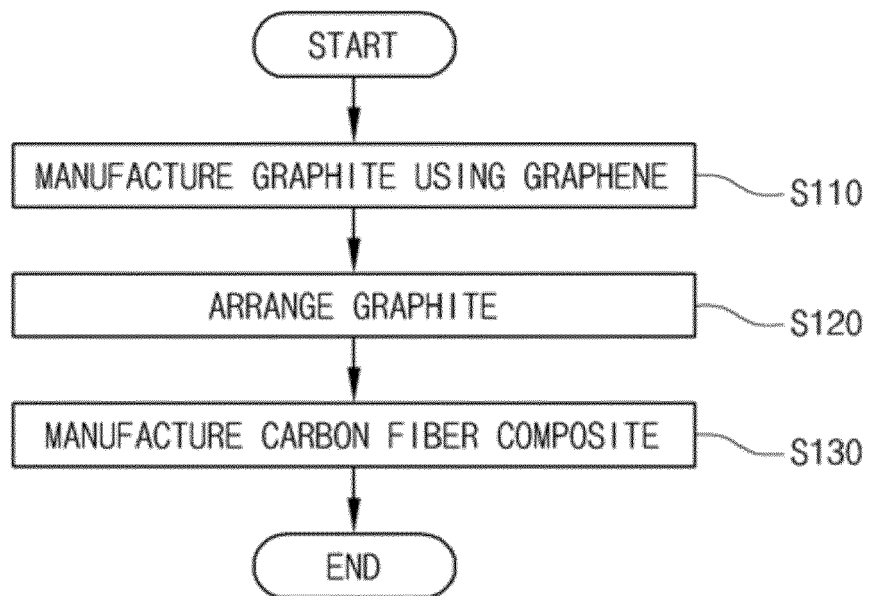 START
MANUFACTURE GRAPHITE USING GRAPHENE
S110
ARRANGE GRAPHITE
S120
MANUFACTURE CARBON FIBER COMPOSITE
S130
END